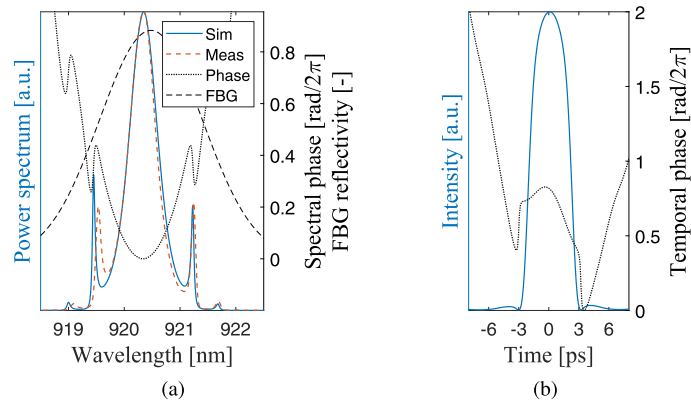 Power spectrum [a.u.]
Sim
Meas
Phase
FBG
0.8
0.6
0.4
0.2
0
Spectral phase [rad/2π]
FBG reflectivity [-]
919 920 921 922
Wavelength [nm]
(a)
Intensity [a.u.]
2
1.5
1
0.5
0
Temporal phase [rad/2π]
-6 -3 0 3 6
Time [ps]
(b)